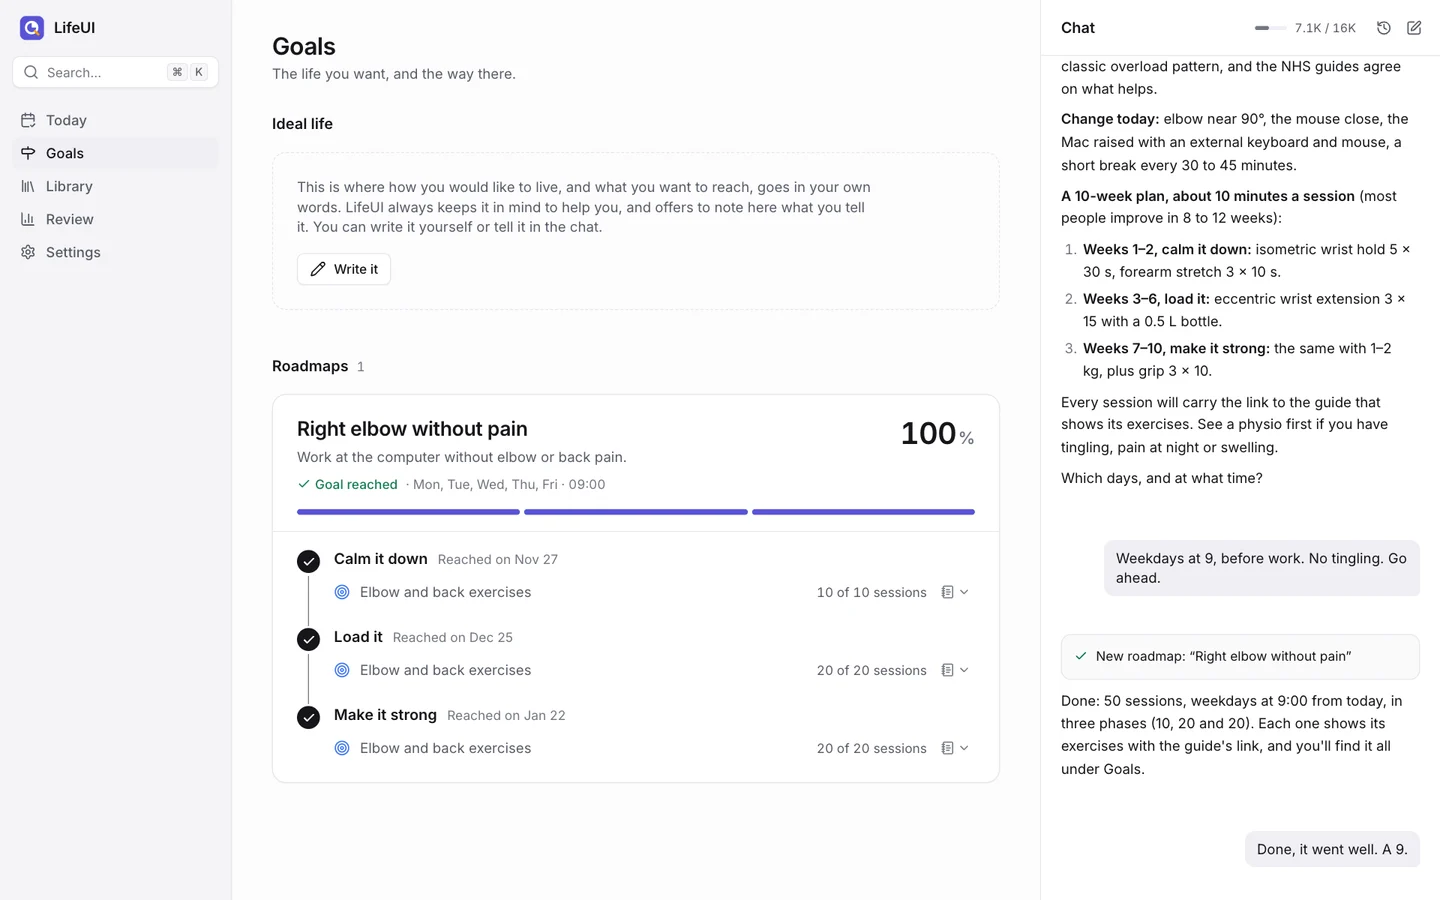 LifeUI
Search...
⌘ K
Today
Goals
Library
Review
Settings
Goals
The life you want, and the way there.
Ideal life
This is where how you would like to live, and what you want to reach, goes in your own
words. LifeUI always keeps it in mind to help you, and offers to note here what you tell
it. You can write it yourself or tell it in the chat.
Write it
Roadmaps 1
Right elbow without pain
100%
Work at the computer without elbow or back pain.
Goal reached · Mon, Tue, Wed, Thu, Fri · 09:00
Calm it down Reached on Nov 27
Elbow and back exercises 10 of 10 sessions
Load it Reached on Dec 25
Elbow and back exercises 20 of 20 sessions
Make it strong Reached on Jan 22
Elbow and back exercises 20 of 20 sessions
Chat 7.1K / 16K
classic overload pattern, and the NHS guides agree
on what helps.
Change today: elbow near 90°, the mouse close, the
Mac raised with an external keyboard and mouse, a
short break every 30 to 45 minutes.
A 10-week plan, about 10 minutes a session (most
people improve in 8 to 12 weeks):
1. Weeks 1–2, calm it down: isometric wrist hold 5 ×
30 s, forearm stretch 3 × 10 s.
2. Weeks 3–6, load it: eccentric wrist extension 3 ×
15 with a 0.5 L bottle.
3. Weeks 7–10, make it strong: the same with 1–2
kg, plus grip 3 × 10.
Every session will carry the link to the guide that
shows its exercises. See a physio first if you have
tingling, pain at night or swelling.
Which days, and at what time?
Weekdays at 9, before work. No tingling. Go
ahead.
New roadmap: “Right elbow without pain”
Done: 50 sessions, weekdays at 9:00 from today, in
three phases (10, 20 and 20). Each one shows its
exercises with the guide's link, and you'll find it all
under Goals.
Done, it went well. A 9.